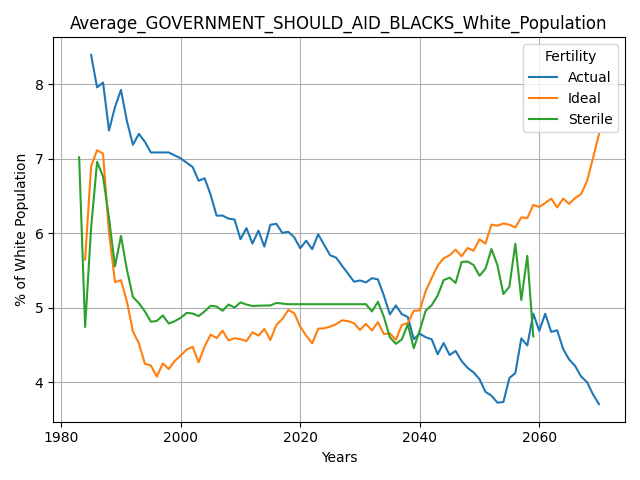 Average_GOVERNMENT_SHOULD_AID_BLACKS_White_Population
Fertility
Actual
Ideal
Sterile
% of White Population
8
7
6
5
4
1980 2000 2020 2040 2060
Years